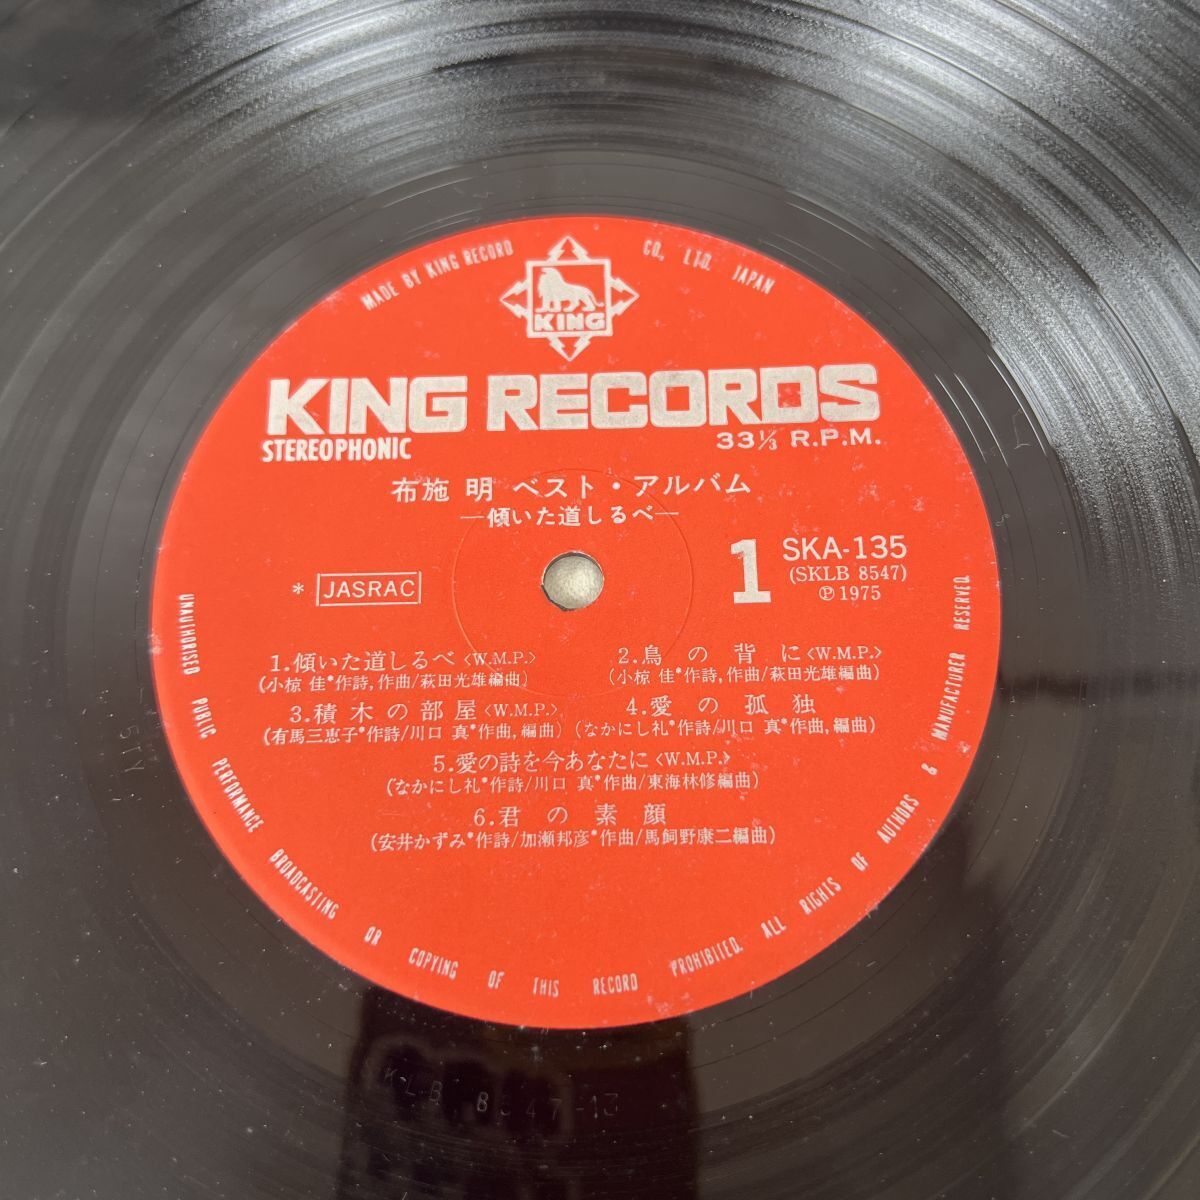 MADE BY KING RECORD CO., LTD. JAPAN
KING
KING RECORDS
STEREOPHONIC
33 1/3 R.P.M.
布施 明 ベスト・アルバム
—傾いた道しるべ—
* JASRAC
1
SKA-135
(SKLB 8547)
Ⓟ1975
1.傾いた道しるべ〈W.M.P.〉
(小椋 佳*作詩,作曲/萩田光雄編曲)
2.鳥の背に〈W.M.P.〉
(小椋 佳*作詩,作曲/萩田光雄編曲)
3.積木の部屋〈W.M.P.〉
(有馬三恵子*作詩/川口 真*作曲,編曲)
4.愛の孤独
(なかにし礼*作詩/川口 真*作曲,編曲)
5.愛の詩を今あなたに〈W.M.P.〉
(なかにし礼*作詩/川口 真*作曲/東海林修編曲)
6.君の素顔
(安井かずみ*作詩/加瀬邦彦*作曲/馬飼野康二編曲)
UNAUTHORISED PUBLIC PERFORMANCE BROADCASTING OR COPYING OF THIS RECORD PROHIBITED. ALL RIGHTS OF AUTHORS & MANUFACTURER RESERVED.
K-L-B 8547-13